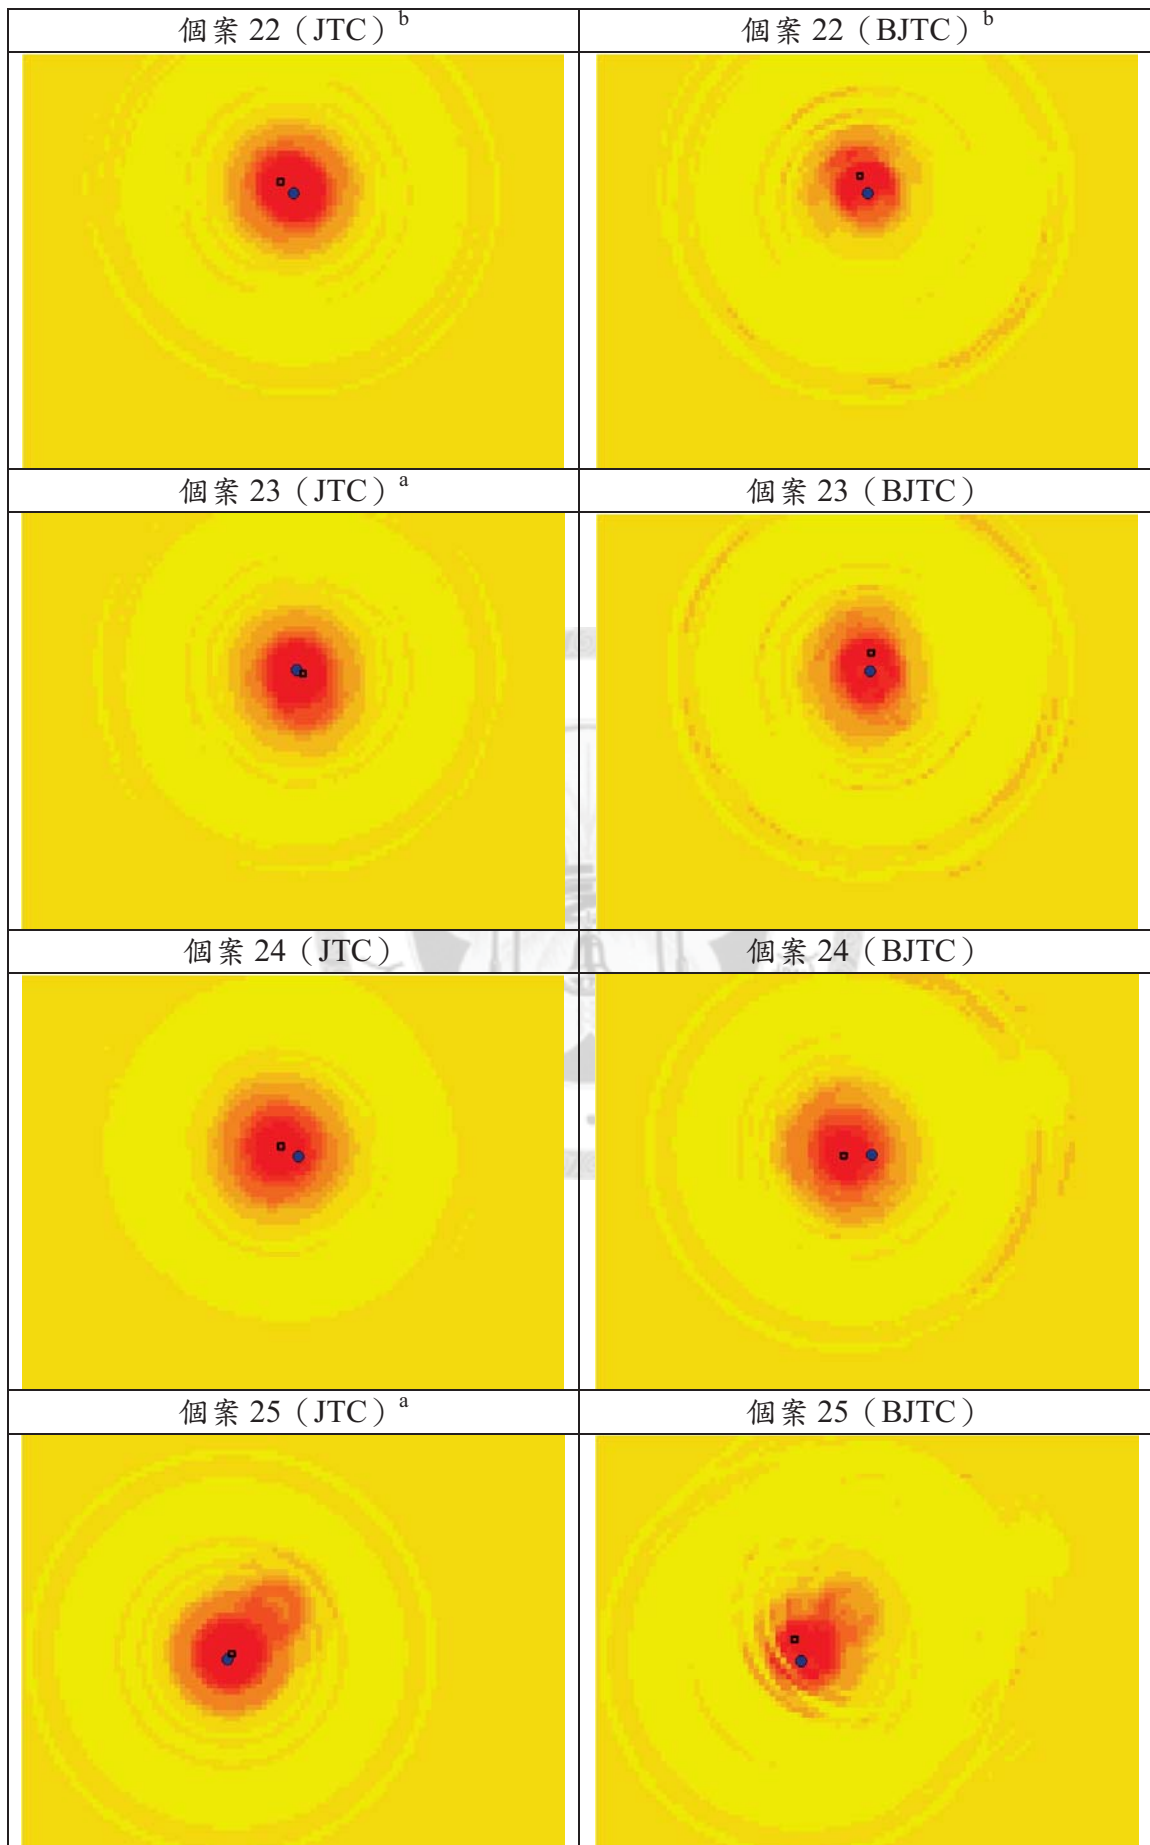 個案 22（JTC）b
個案 22（BJTC）b
個案 23（JTC）a
個案 23（BJTC）
個案 24（JTC）
個案 24（BJTC）
個案 25（JTC）a
個案 25（BJTC）